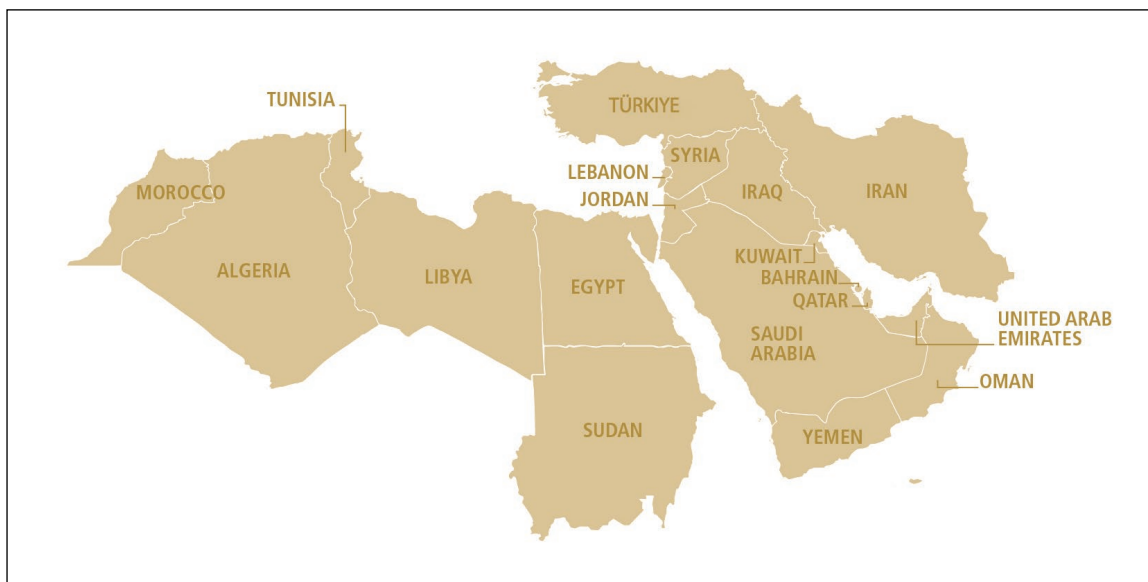 TUNISIA
TÜRKIYE
SYRIA
LEBANON
MOROCCO
JORDAN
IRAQ
IRAN
ALGERIA
LIBYA
EGYPT
KUWAIT
BAHRAIN
QATAR
SAUDI
ARABIA
UNITED ARAB
EMIRATES
OMAN
SUDAN
YEMEN